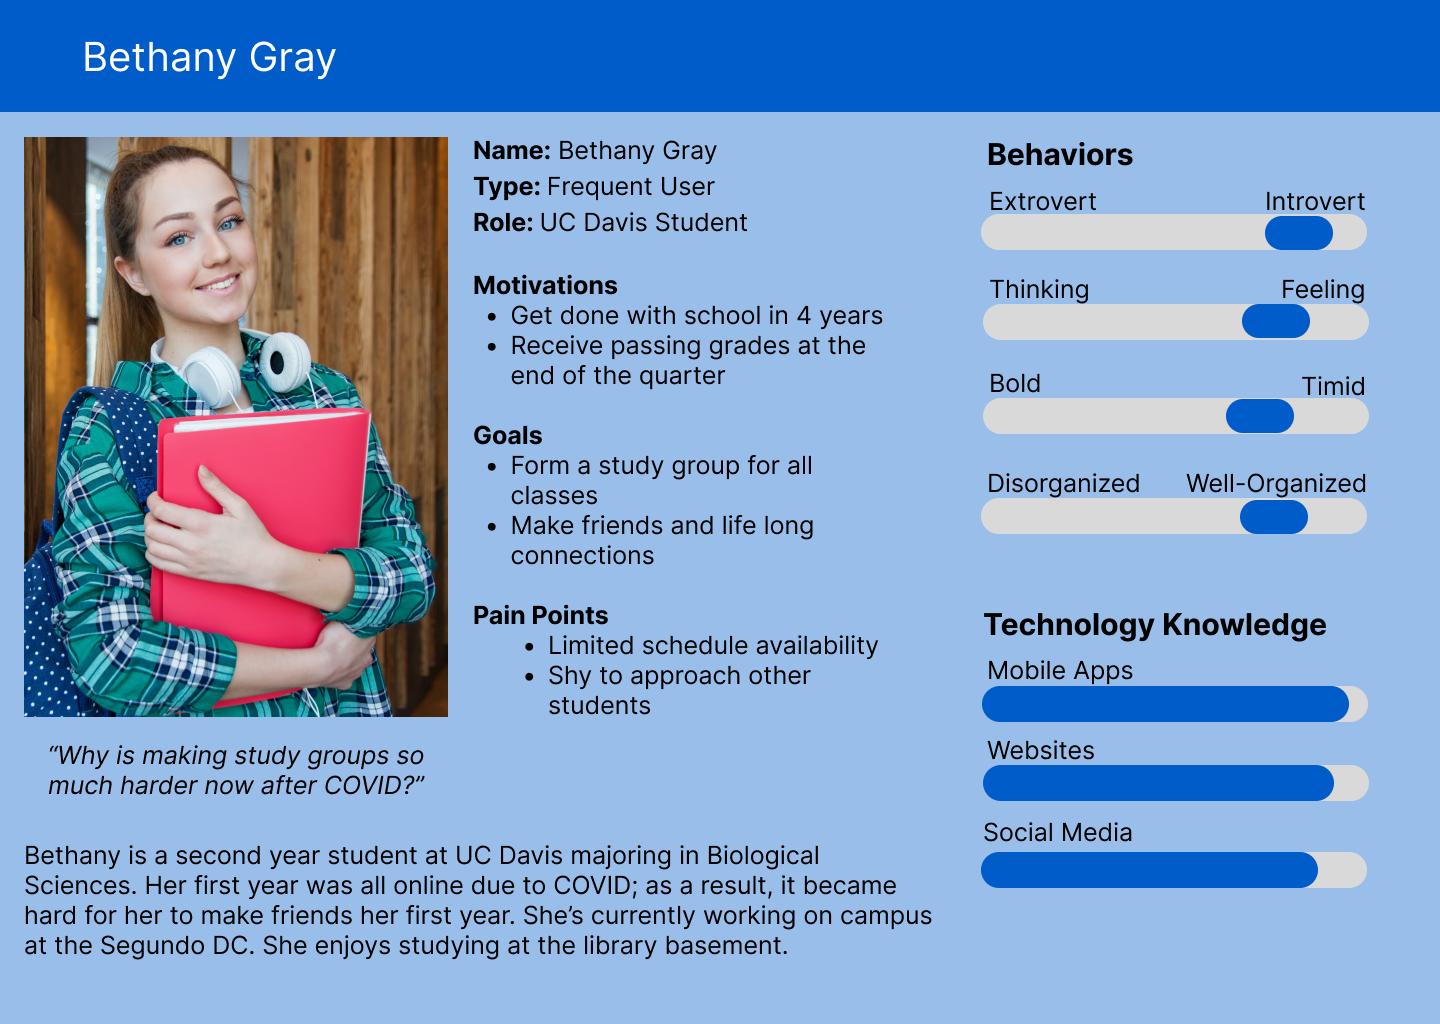 Bethany Gray
Name: Bethany Gray
Type: Frequent User
Role: UC Davis Student
Motivations
• Get done with school in 4 years
• Receive passing grades at the
end of the quarter
Goals
• Form a study group for all
classes
• Make friends and life long
connections
Pain Points
• Limited schedule availability
• Shy to approach other
students
“Why is making study groups so
much harder now after COVID?”
Bethany is a second year student at UC Davis majoring in Biological
Sciences. Her first year was all online due to COVID; as a result, it became
hard for her to make friends her first year. She’s currently working on campus
at the Segundo DC. She enjoys studying at the library basement.
Behaviors
Extrovert Introvert
Thinking Feeling
Bold Timid
Disorganized Well-Organized
Technology Knowledge
Mobile Apps
Websites
Social Media